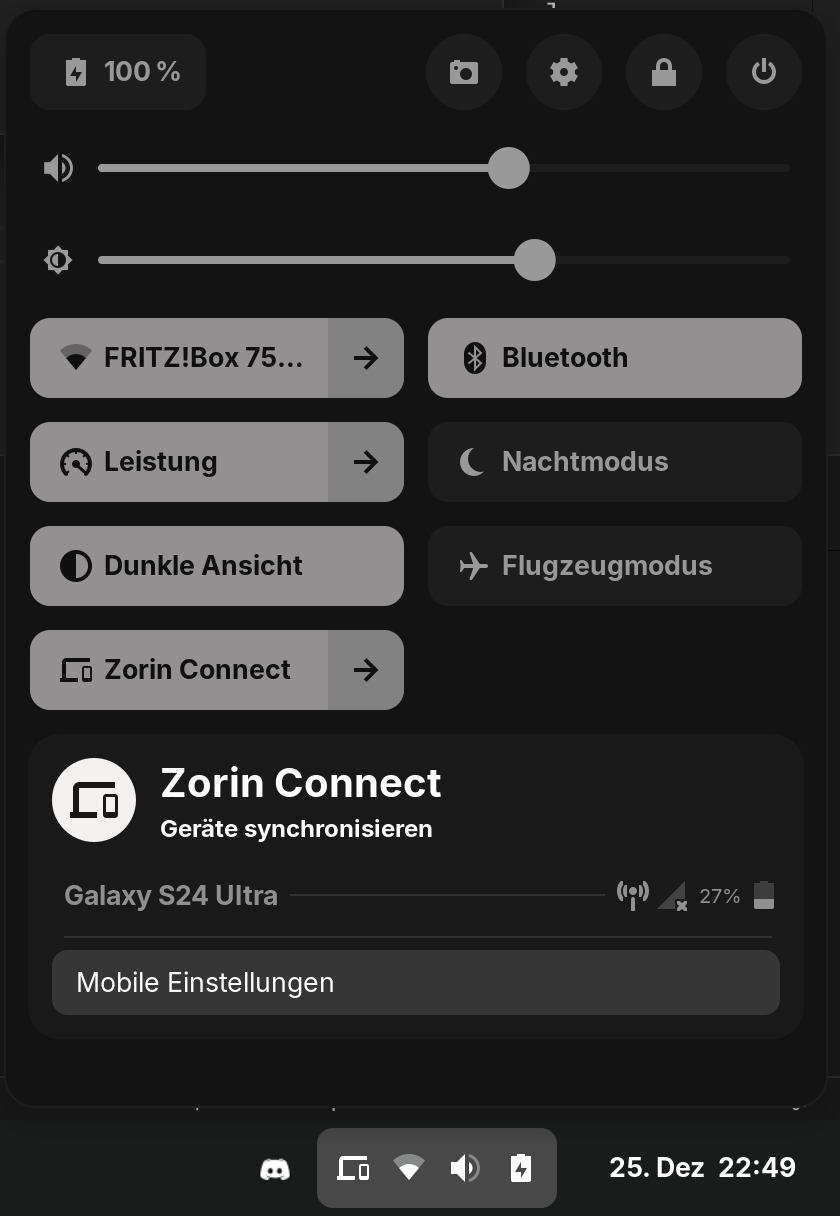 100 %
FRITZ!Box 75...
Bluetooth
Leistung
Nachtmodus
Dunkle Ansicht
Flugzeugmodus
Zorin Connect
Zorin Connect
Geräte synchronisieren
Galaxy S24 Ultra
27%
Mobile Einstellungen
25. Dez 22:49